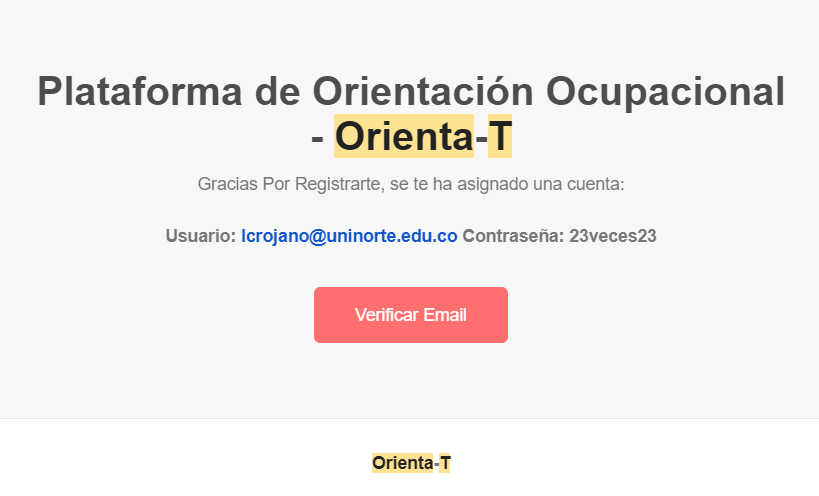 Plataforma de Orientación Ocupacional
- Orienta-T
Gracias Por Registrarte, se te ha asignado una cuenta:
Usuario: lcrojano@uninorte.edu.co Contraseña: 23veces23
Verificar Email
Orienta-T